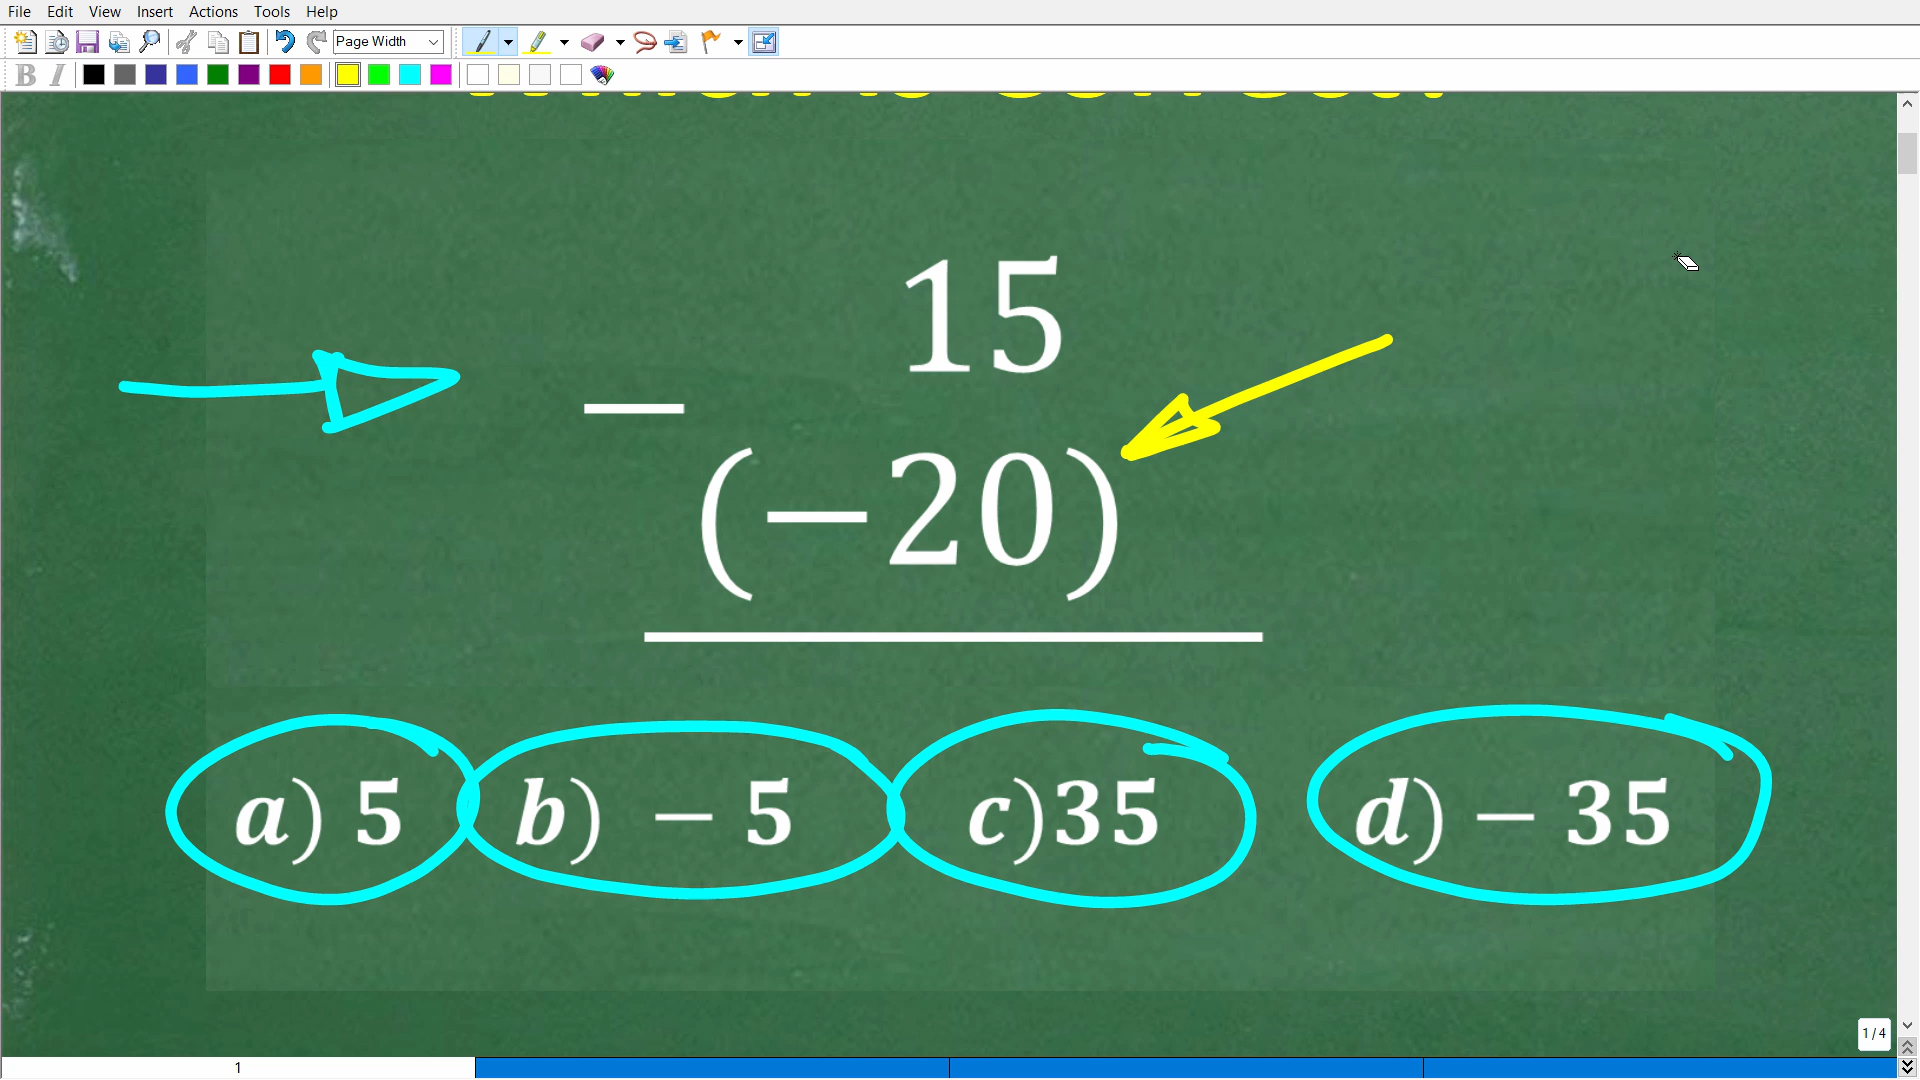 File Edit View Insert Actions Tools Help
Page Width
B I
15
−
(−20)
a) 5 b) − 5 c)35 d) − 35
1 / 4
1